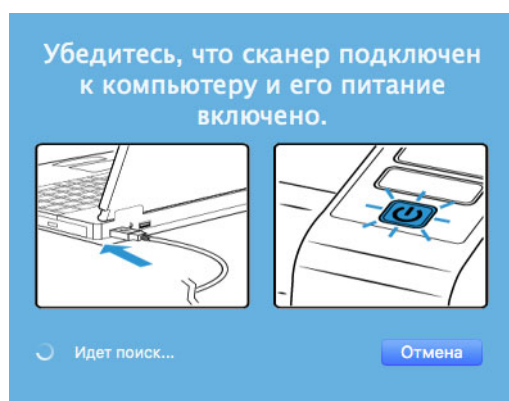 Убедитесь, что сканер подключен
к компьютеру и его питание
включено.
Идет поиск...
Отмена